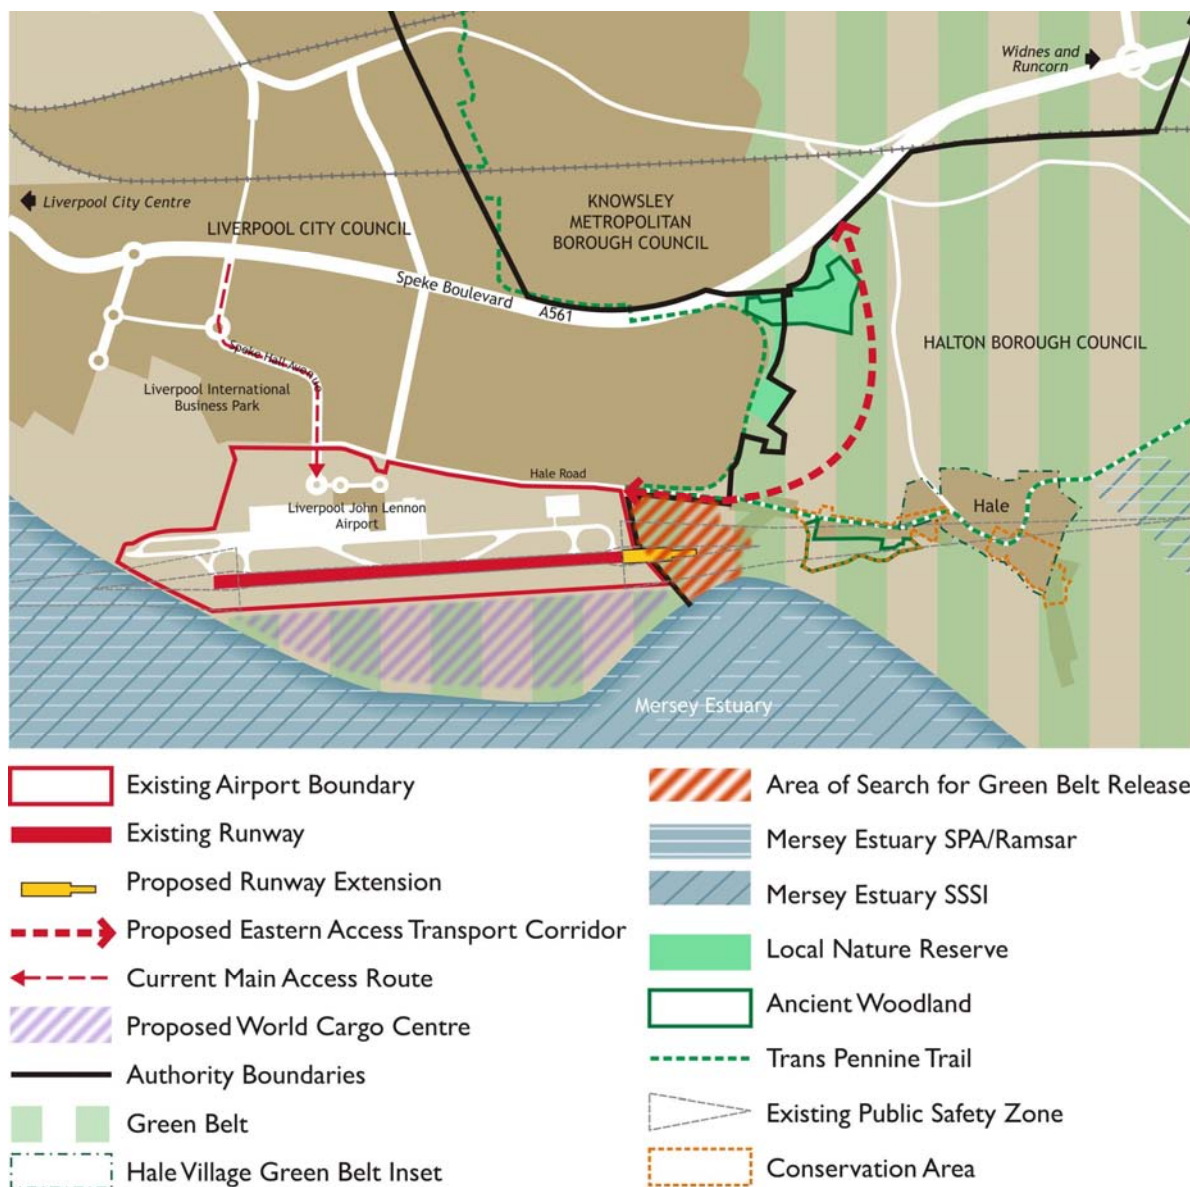 Widnes and
Runcorn
Liverpool City Centre
LIVERPOOL CITY COUNCIL
KNOWSLEY
METROPOLITAN
BOROUGH COUNCIL
Speke Boulevard
A561
HALTON BOROUGH COUNCIL
Speke Hall Avenue
Liverpool International
Business Park
Hale Road
Liverpool John Lennon
Airport
Hale
Mersey Estuary
Existing Airport Boundary
Existing Runway
Proposed Runway Extension
Proposed Eastern Access Transport Corridor
Current Main Access Route
Proposed World Cargo Centre
Authority Boundaries
Green Belt
Hale Village Green Belt Inset
Area of Search for Green Belt Release
Mersey Estuary SPA/Ramsar
Mersey Estuary SSSI
Local Nature Reserve
Ancient Woodland
Trans Pennine Trail
Existing Public Safety Zone
Conservation Area